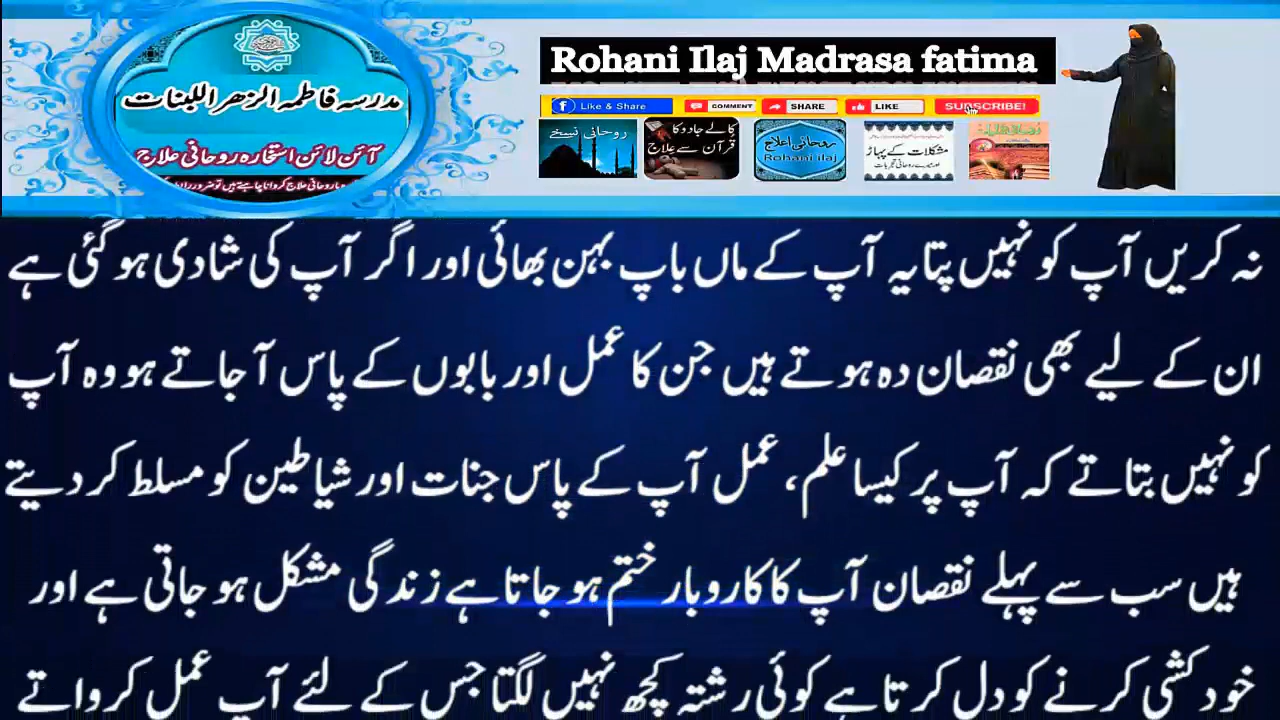 مدرسہ فاطمہ الزھرا للبنات
آئن لائن استخارہ روحانی علاج
Rohani Ilaj Madrasa fatima
Like & Share
COMMENT
SHARE
LIKE
SUBSCRIBE!
روحانی نسخے
کالے جادو کا
قرآن سے علاج
روحانی اعلاج
Rohani ilaj
مشکلات کے پہاڑ
نہ کریں آپ کو نہیں پتا یہ آپ کے ماں باپ بہن بھائی اور اگر آپ کی شادی ہو گئی ہے
ان کے لیے بھی نقصان دہ ہوتے ہیں جن کا عمل اور بابوں کے پاس آ جاتے ہو وہ آپ
کو نہیں بتاتے کہ آپ پر کیسا علم، عمل آپ کے پاس جنات اور شیاطین کو مسلط کر دیتے
ہیں سب سے پہلے نقصان آپ کا کاروبار ختم ہو جاتا ہے زندگی مشکل ہو جاتی ہے اور
خودکشی کرنے کو دل کرتا ہے کوئی رشتہ کچھ نہیں لگتا جس کے لئے آپ عمل کرواتے